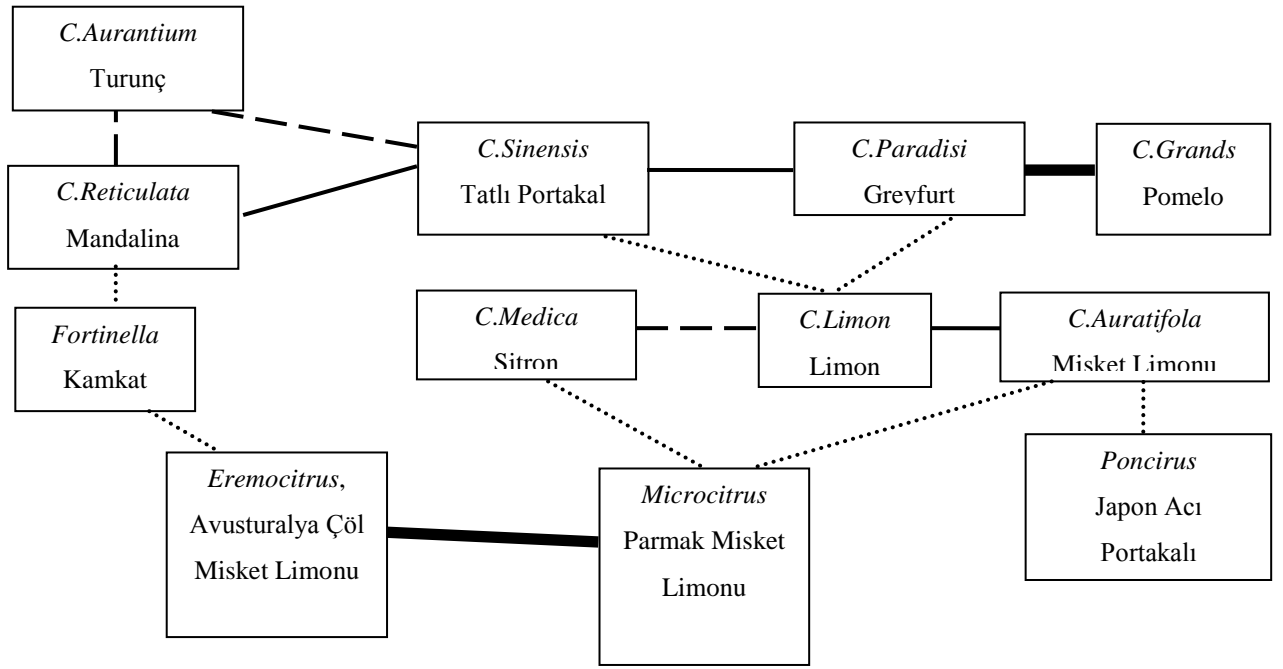 C.Aurantium
Turunç
C.Reticulata
Mandalina
C.Sinensis
Tatlı Portakal
C.Paradisi
Greyfurt
C.Grands
Pomelo
Fortinella
Kamkat
C.Medica
Sitron
C.Limon
Limon
C.Auratifola
Misket Limonu
Eremocitrus,
Avusturalya Çöl
Misket Limonu
Microcitrus
Parmak Misket
Limonu
Poncirus
Japon Acı
Portakalı